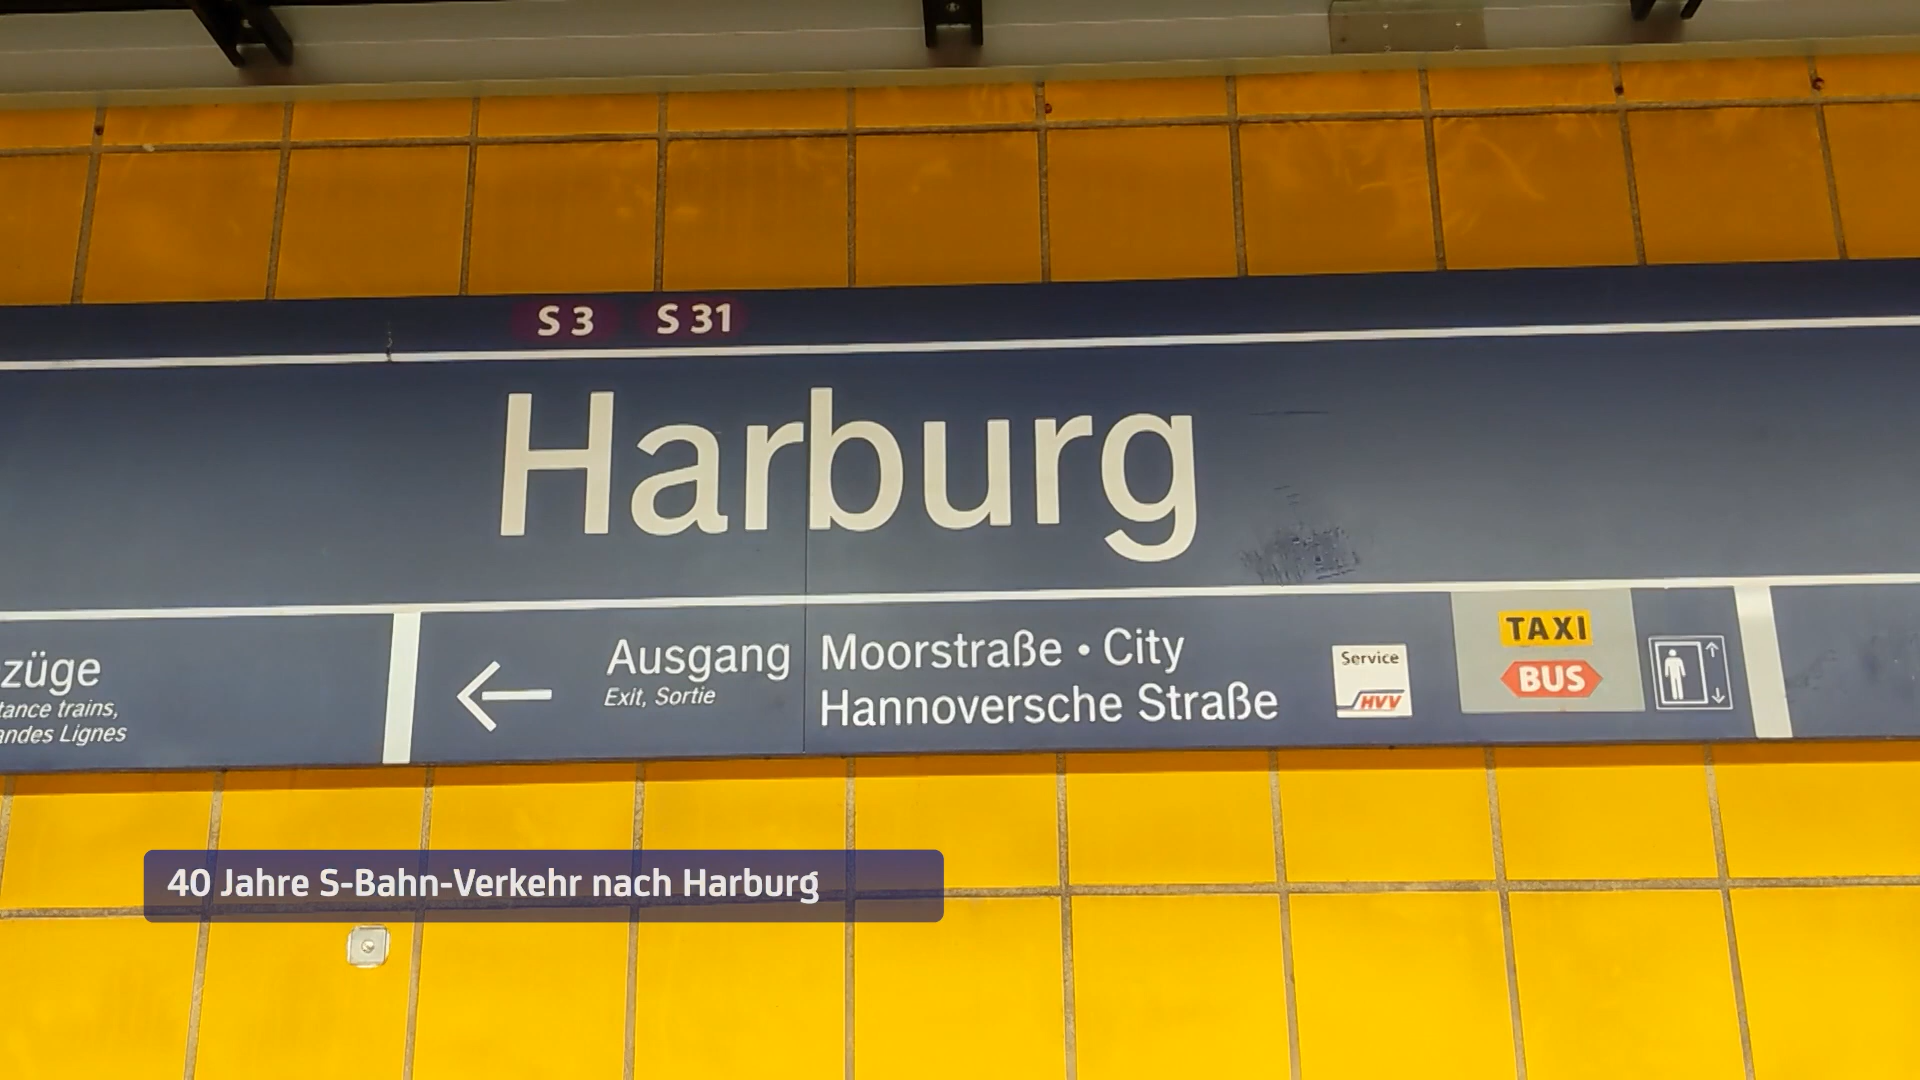 S 3 S 31
Harburg
züge
tance trains,
andes Lignes
Ausgang
Exit, Sortie
Moorstraße • City
Hannoversche Straße
Service
HVV
TAXI
BUS
40 Jahre S-Bahn-Verkehr nach Harburg